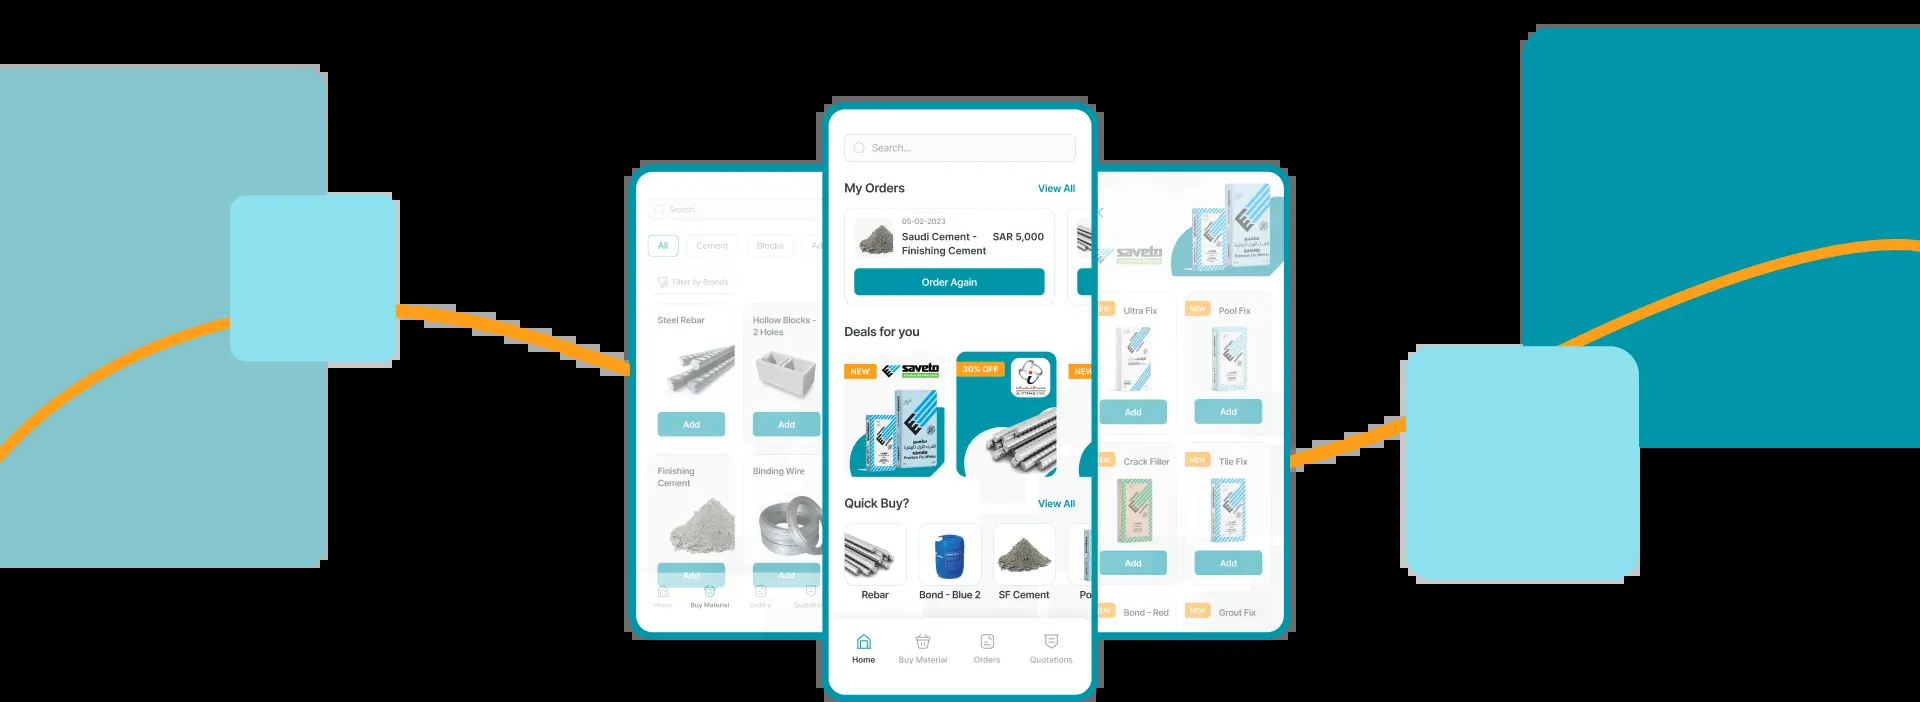 Search...
All
Cement
Blocks
Ad
Filter by Brands
Steel Rebar
Hollow Blocks -
2 Holes
Add
Add
Finishing
Cement
Binding Wire
Add
Add
Home
Buy Material
Orders
Quotation
Search...
My Orders
View All
05-02-2023
Saudi Cement -
Finishing Cement
SAR 5,000
Order Again
Deals for you
NEW
saveto
30% OFF
NEW
Quick Buy?
View All
Rebar
Bond - Blue 2
SF Cement
Po
Home
Buy Material
Orders
Quotations
saveto
NEW
Ultra Fix
NEW
Pool Fix
Add
Add
NEW
Crack Filler
NEW
Tile Fix
Add
Add
NEW
Bond - Red
NEW
Grout Fix